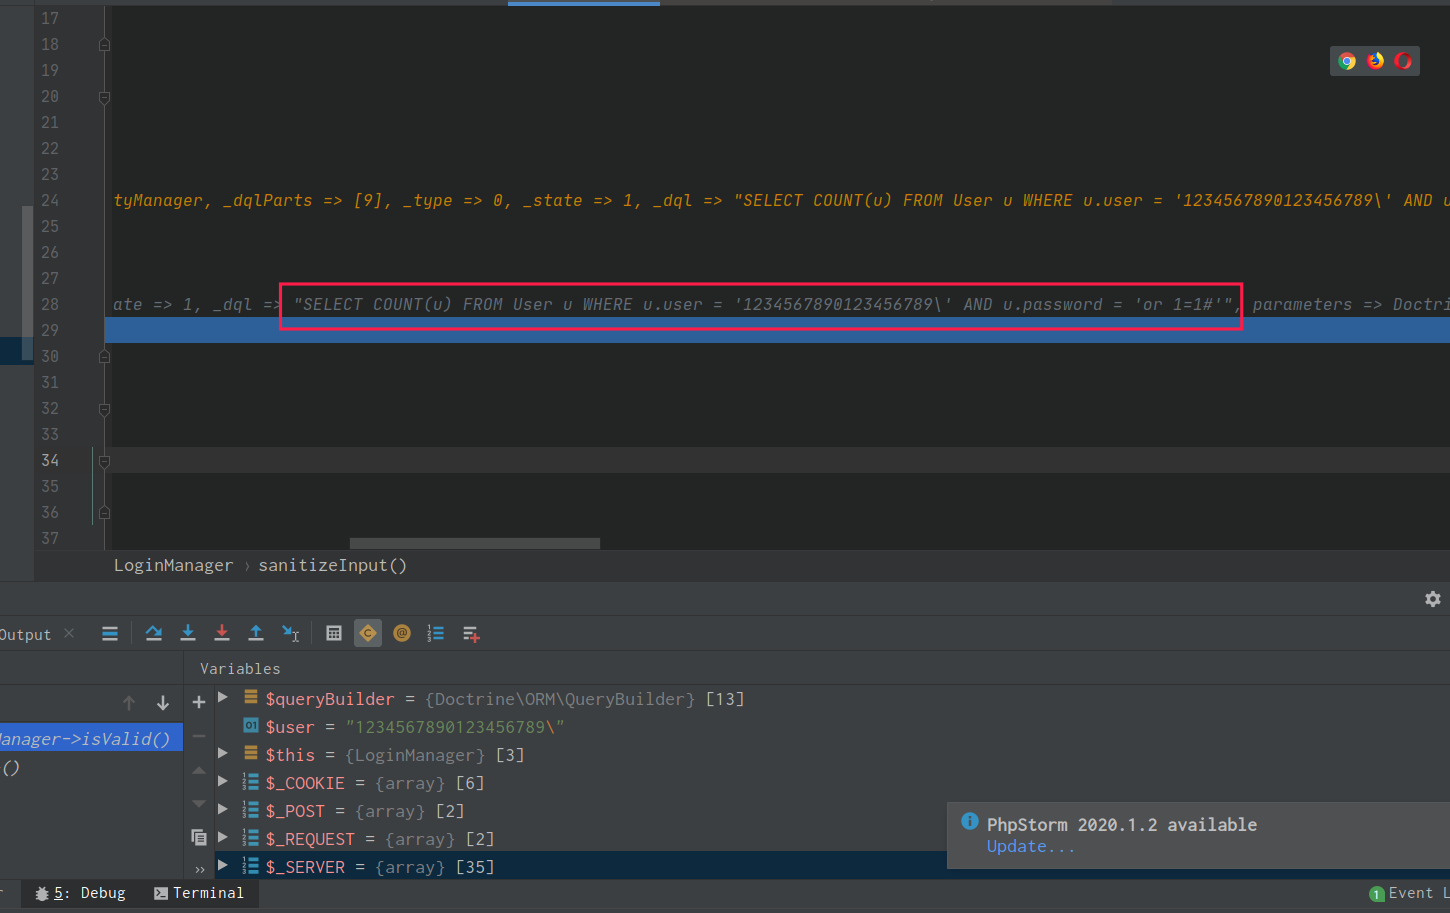 17
18
19
20
21
22
23
24 tyManager, _dqlParts => [9], _type => 0, _state => 1, _dql => "SELECT COUNT(u) FROM User u WHERE u.user = '1234567890123456789\' AND u
25
26
27
28 ate => 1, _dql => "SELECT COUNT(u) FROM User u WHERE u.user = '1234567890123456789\' AND u.password = 'or 1=1#'", parameters => Doctri
29
30
31
32
33
34
35
36
37
LoginManager › sanitizeInput()
Output ×
Variables
$queryBuilder = {Doctrine\ORM\QueryBuilder} [13]
$user = "1234567890123456789\"
anager->isValid()
$this = {LoginManager} [3]
()
$_COOKIE = {array} [6]
$_POST = {array} [2]
$_REQUEST = {array} [2]
$_SERVER = {array} [35]
PhpStorm 2020.1.2 available
Update...
5: Debug Terminal
1 Event L